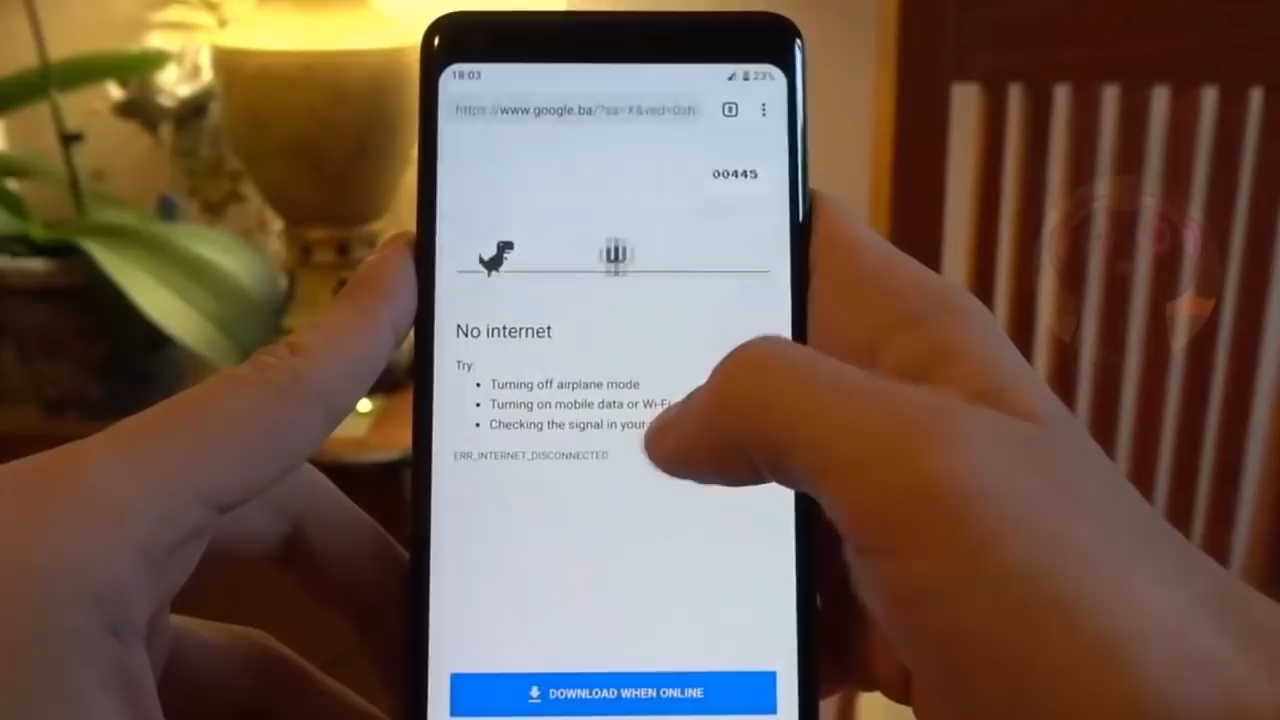 18:03
23%
https://www.google.ba/?sa=X&ved=0ah
8
00445
No internet
Try:
• Turning off airplane mode
• Turning on mobile data or Wi-Fi
• Checking the signal in your
ERR_INTERNET_DISCONNECTED
DOWNLOAD WHEN ONLINE